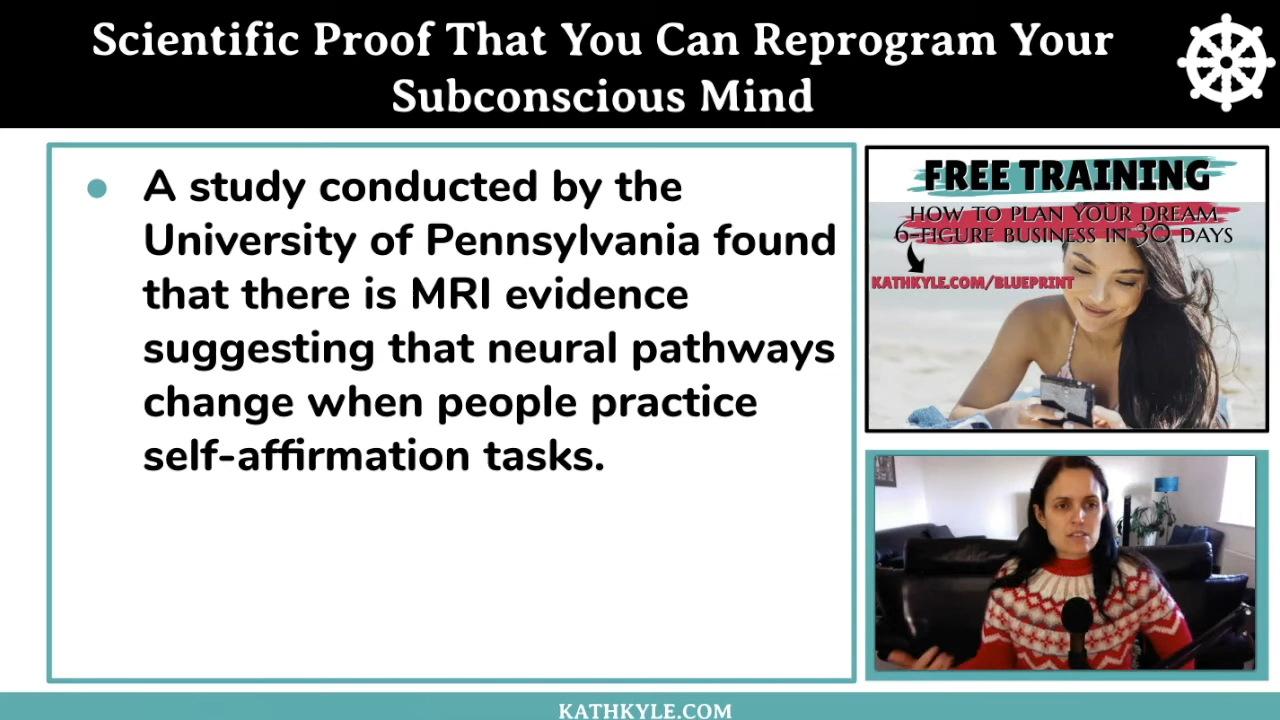 Scientific Proof That You Can Reprogram Your
Subconscious Mind
● A study conducted by the
University of Pennsylvania found
that there is MRI evidence
suggesting that neural pathways
change when people practice
self-affirmation tasks.
FREE TRAINING
HOW TO PLAN YOUR DREAM
6-FIGURE BUSINESS IN 30 DAYS
KATHKYLE.COM/BLUEPRINT
KATHKYLE.COM